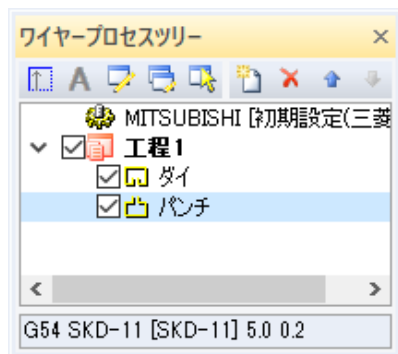 ワイヤープロセスツリー
MITSUBISHI [初期設定(三菱
工程1
ダイ
パンチ
G54 SKD-11 [SKD-11] 5.0 0.2